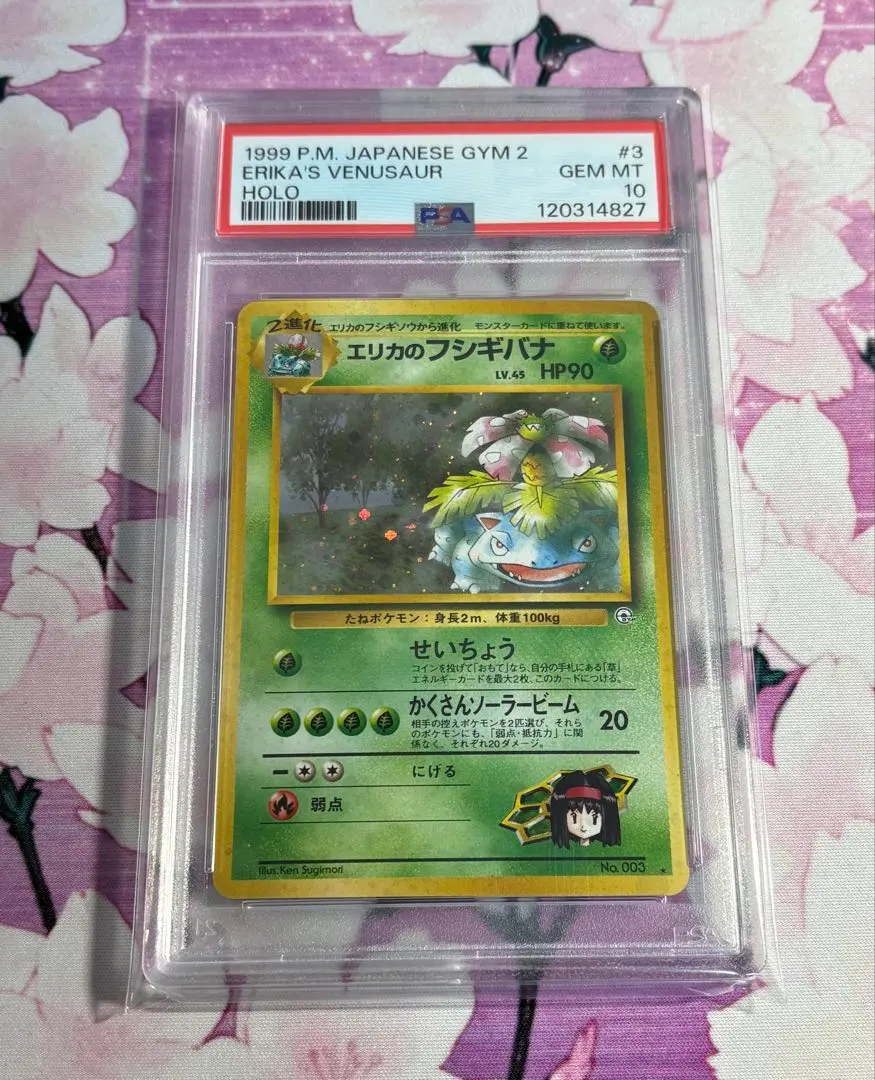 1999 P.M. JAPANESE GYM 2 #3
ERIKA'S VENUSAUR GEM MT
HOLO 10
PSA 120314827
2進化 エリカのフシギソウから進化 モンスターカードに重ねて使います。
エリカのフシギバナ
LV.45 HP90
たねポケモン：身長2m、体重100kg
GYM
せいちょう
コインを投げて「おもて」なら、自分の手札にある「草」
エネルギーカードを最大2枚、このカードにつける。
かくさんソーラービーム 20
相手の控えポケモンを2匹選び、それら
のポケモンにも、「弱点・抵抗力」に関
係なく、それぞれ20ダメージ。
ー にげる
弱点
Illus. Ken Sugimori No. 003 ★